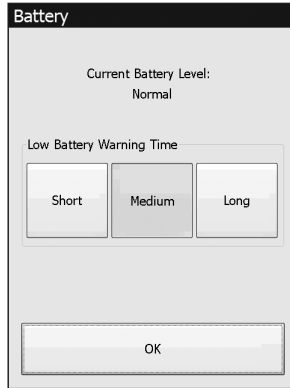 Battery
Current Battery Level:
Normal
Low Battery Warning Time
Short Medium Long
OK